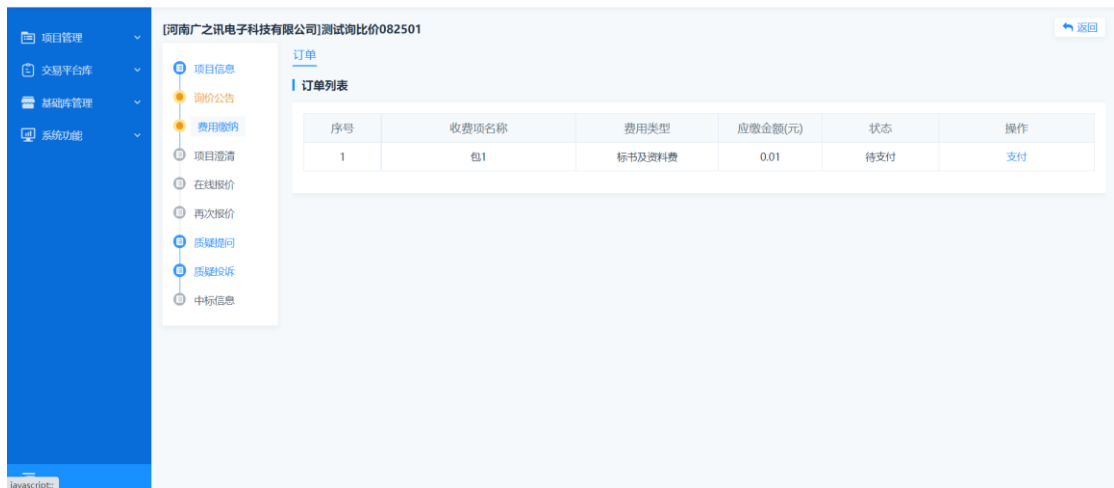 项目管理
交易平台库
基础库管理
系统功能
javascript:;
[河南广之讯电子科技有限公司]测试询比价082501
返回
项目信息
询价公告
费用缴纳
项目澄清
在线报价
再次报价
质疑提问
质疑投诉
中标信息
订单
订单列表
序号 收费项名称 费用类型 应缴金额(元) 状态 操作
1 包1 标书及资料费 0.01 待支付 支付